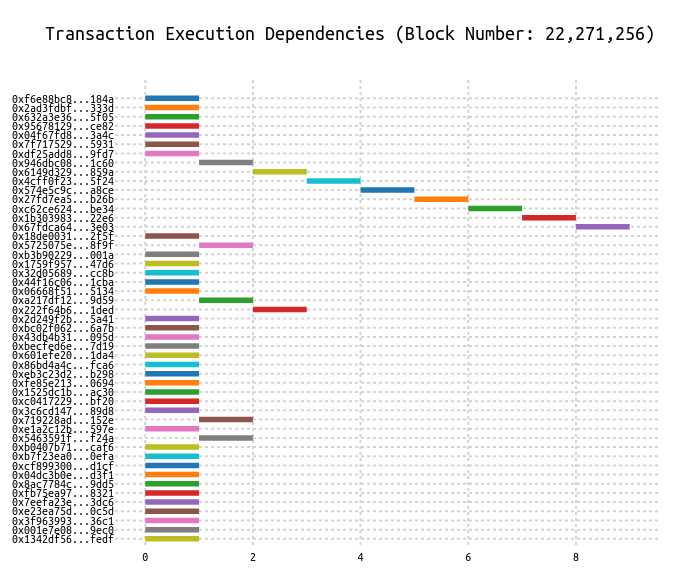 Transaction Execution Dependencies (Block Number: 22,271,256)
0xf6e88bc8...184a
0x2ad3fdbf...333d
0x632a3e36...5f05
0x95678129...ce82
0x04f67fd8...3a4c
0x7f717529...5931
0xdf25add8...9fd7
0x946dbc08...1c60
0x6149d329...859a
0x4cff0f23...5f24
0x574e5c9c...a8ce
0x27fd7ea5...b26b
0xc62ce624...be34
0x1b303983...22e6
0x67fdca64...3e03
0x18de0031...2f5f
0x5725075e...8f9f
0xb3b90229...001a
0x1759f957...47d6
0x32d05689...cc8b
0x44f16c06...1cba
0x06668f51...5134
0xa217df12...9d59
0x222f64b6...1ded
0x2d249f2b...5a41
0xbc02f062...6a7b
0x43db4b31...095d
0xbecfed6e...7d19
0x601efe20...1da4
0x86bd4a4c...fca6
0xeb3c23d2...b298
0xfe85e213...0694
0x1525dc1b...ac30
0xc0417229...bf20
0x3c6cd147...89d8
0x719228ad...152e
0xe1a2c12b...597e
0x5463591f...f24a
0xb0407b71...caf6
0xb7f23ea0...0efa
0xcf899300...d1cf
0x04dc3b0e...d3f1
0x8ac7784c...9dd5
0xfb75ea97...8321
0x7eefa23e...3dc6
0xe23ea75d...0c5d
0x3f963993...36c1
0x001e7e08...9ec0
0x1342df56...fedf
0 2 4 6 8